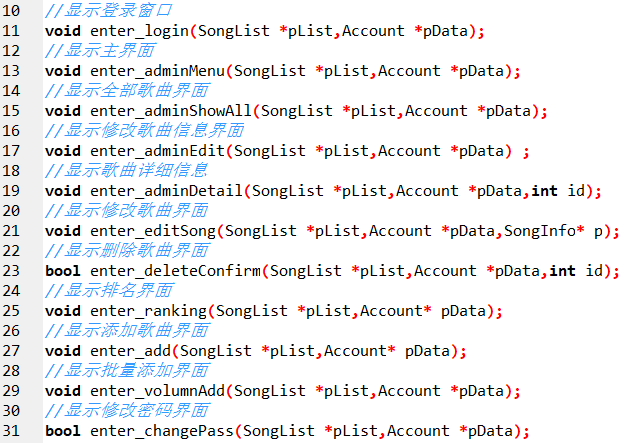 10 //显示登录窗口
11 void enter_login(SongList *pList,Account *pData);
12 //显示主界面
13 void enter_adminMenu(SongList *pList,Account *pData);
14 //显示全部歌曲界面
15 void enter_adminShowAll(SongList *pList,Account *pData);
16 //显示修改歌曲信息界面
17 void enter_adminEdit(SongList *pList,Account *pData) ;
18 //显示歌曲详细信息
19 void enter_adminDetail(SongList *pList,Account *pData,int id);
20 //显示修改歌曲界面
21 void enter_editSong(SongList *pList,Account *pData,SongInfo* p);
22 //显示删除歌曲界面
23 bool enter_deleteConfirm(SongList *pList,Account *pData,int id);
24 //显示排名界面
25 void enter_ranking(SongList *pList,Account* pData);
26 //显示添加歌曲界面
27 void enter_add(SongList *pList,Account* pData);
28 //显示批量添加界面
29 void enter_volumnAdd(SongList *pList,Account *pData);
30 //显示修改密码界面
31 bool enter_changePass(SongList *pList,Account *pData);